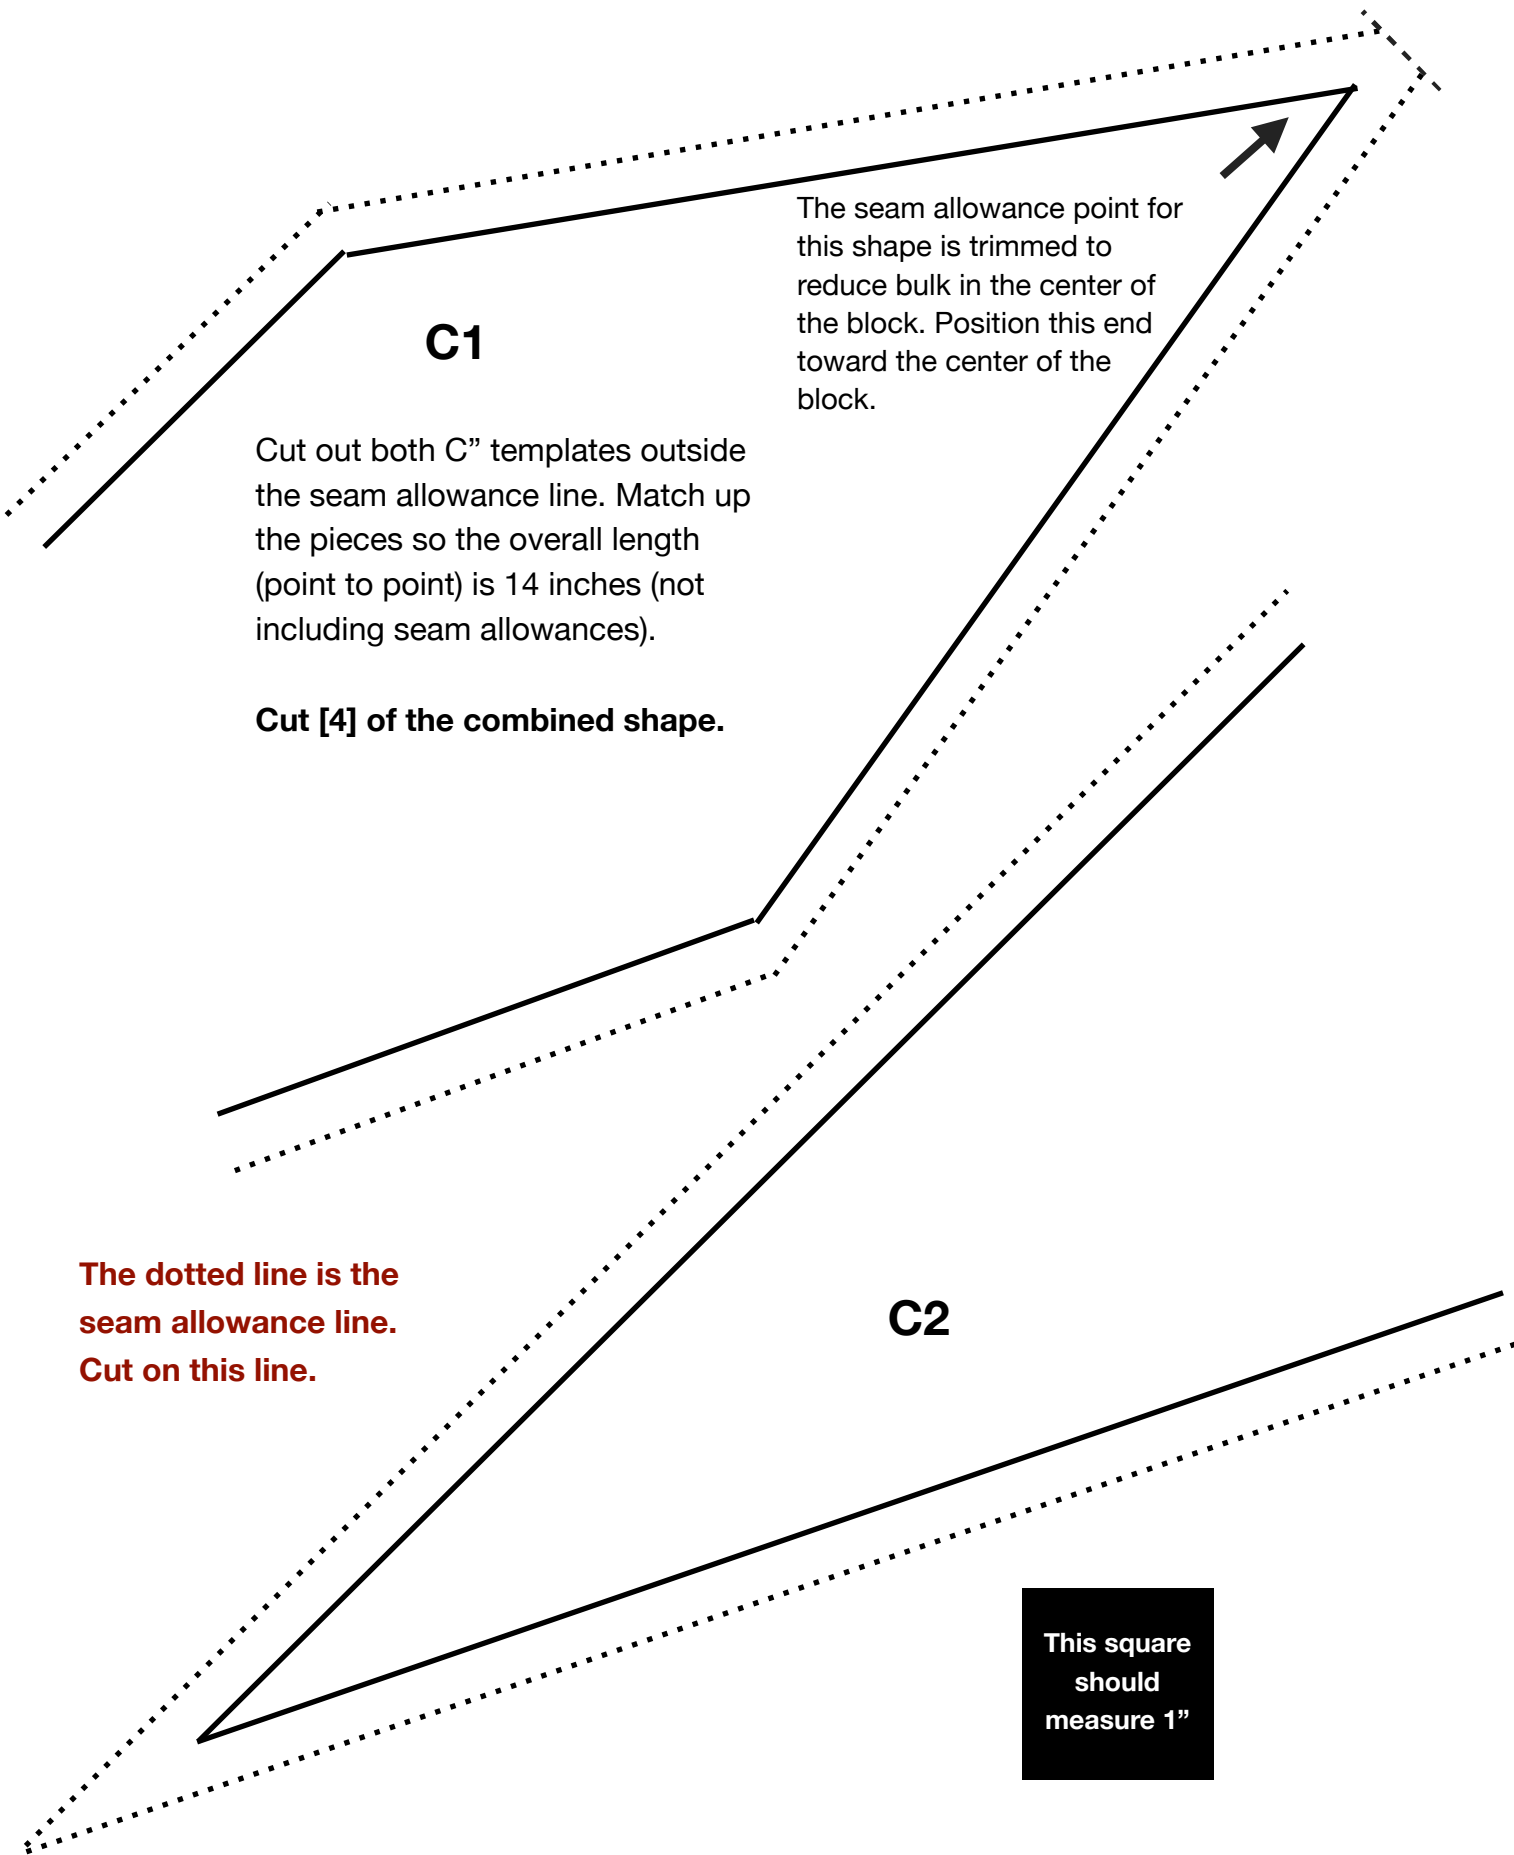 The seam allowance point for
this shape is trimmed to
reduce bulk in the center of
the block. Position this end
toward the center of the
block.
C1
Cut out both C” templates outside
the seam allowance line. Match up
the pieces so the overall length
(point to point) is 14 inches (not
including seam allowances).
Cut [4] of the combined shape.
The dotted line is the
seam allowance line.
Cut on this line.
C2
This square
should
measure 1”